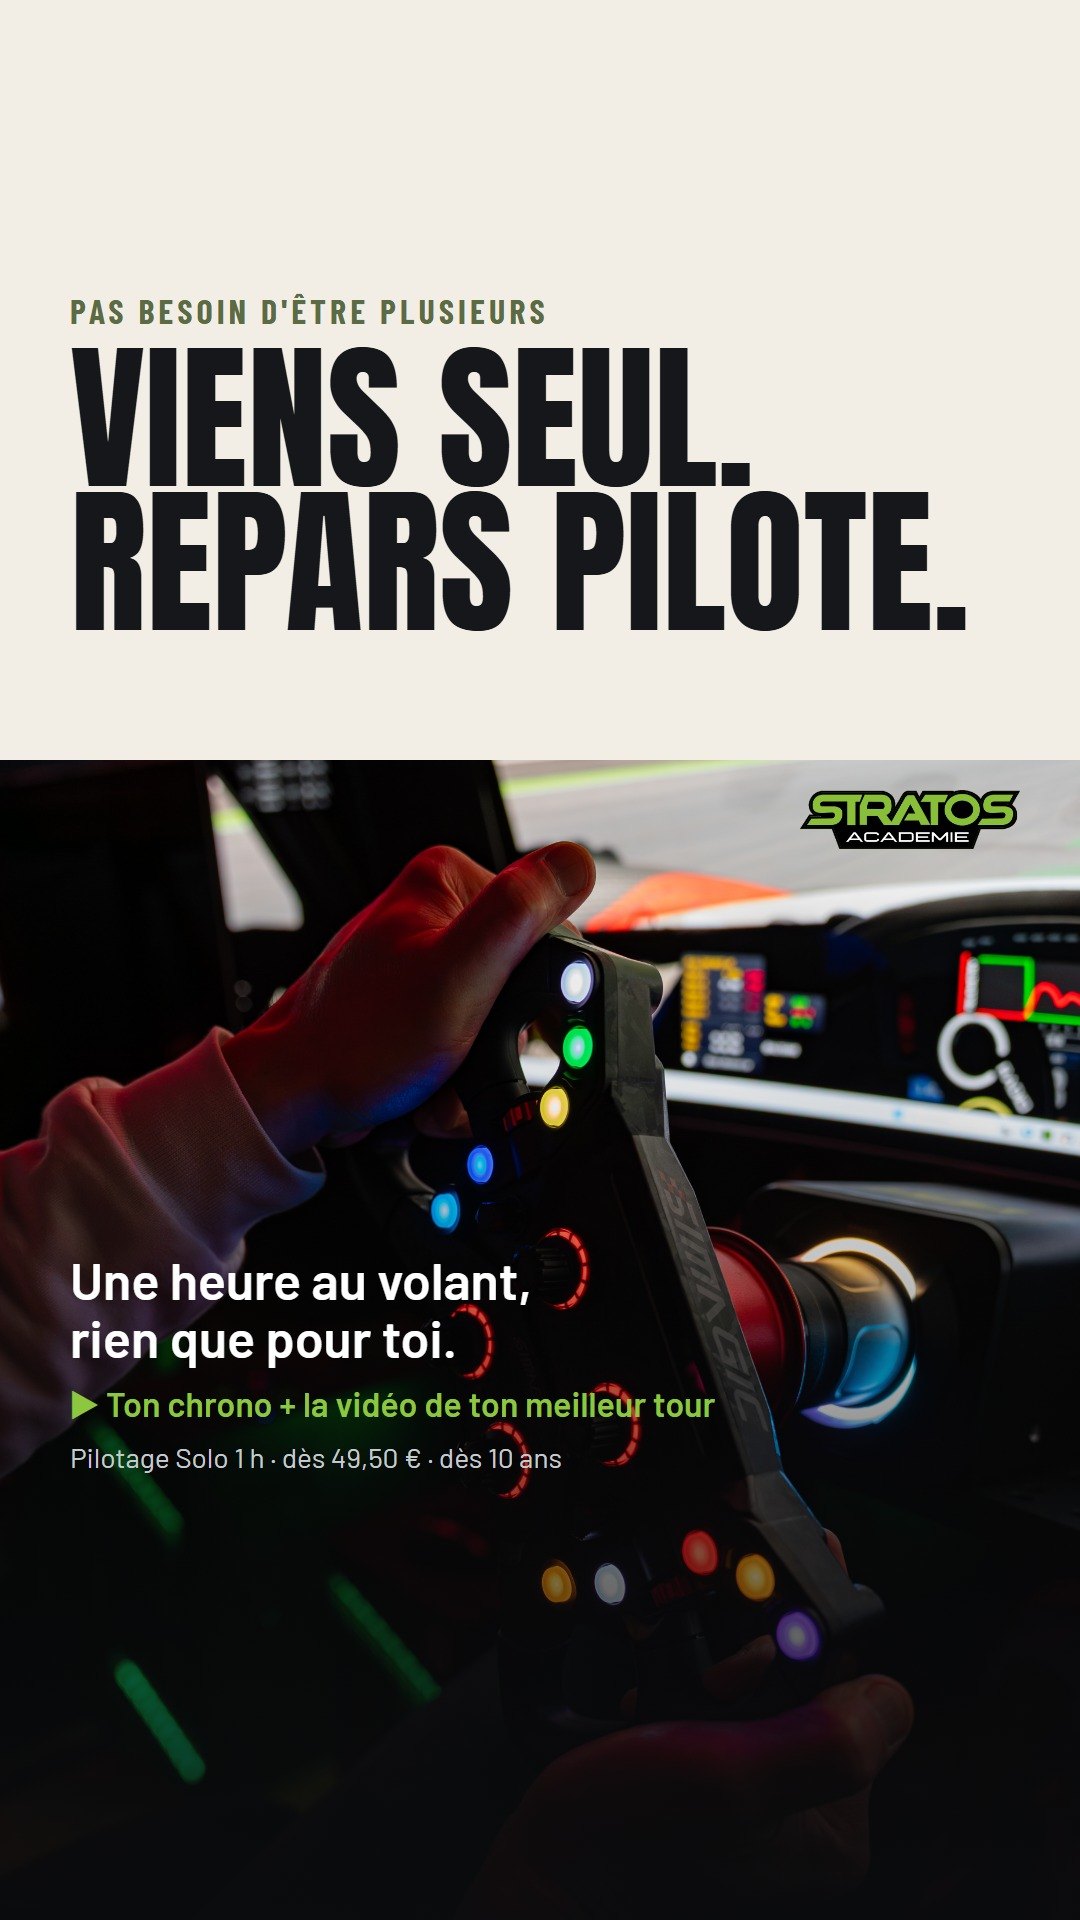 PAS BESOIN D'ÊTRE PLUSIEURS
VIENS SEUL.
REPARS PILOTE.
STRATOS
ACADEMIE
SIMAGIC
Une heure au volant,
rien que pour toi.
▶ Ton chrono + la vidéo de ton meilleur tour
Pilotage Solo 1 h · dès 49,50 € · dès 10 ans